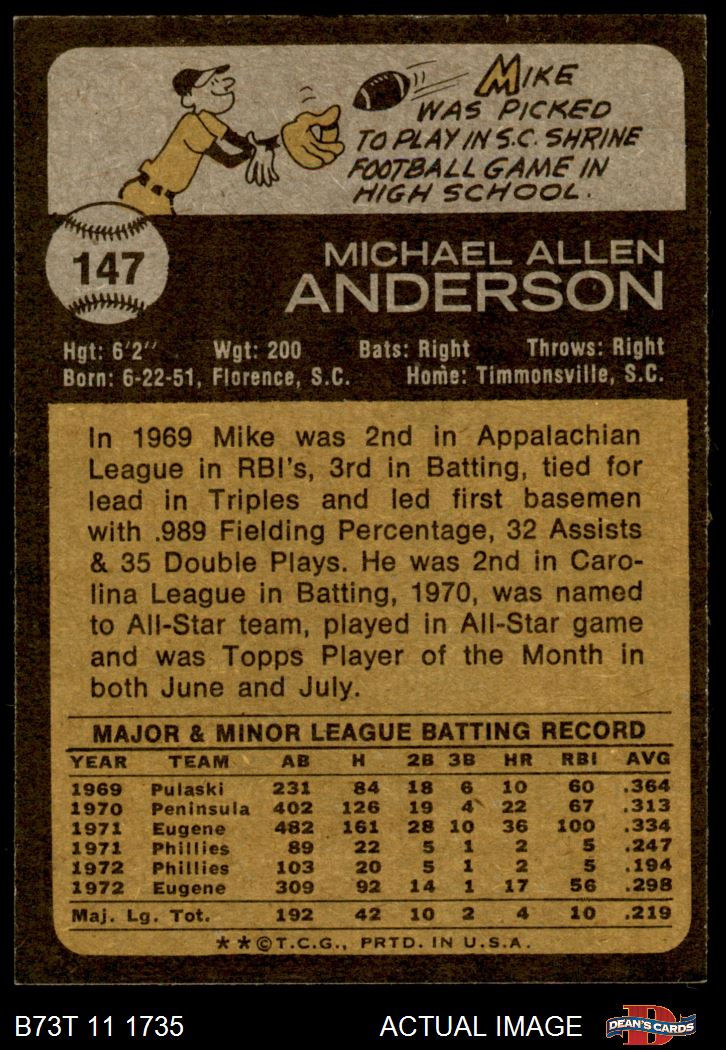 MIKE
WAS PICKED
TO PLAY IN S.C. SHRINE
FOOTBALL GAME IN
HIGH SCHOOL.
147
MICHAEL ALLEN
ANDERSON
Hgt: 6'2" Wgt: 200 Bats: Right Throws: Right
Born: 6-22-51, Florence, S.C. Home: Timmonsville, S.C.
In 1969 Mike was 2nd in Appalachian
League in RBI's, 3rd in Batting, tied for
lead in Triples and led first basemen
with .989 Fielding Percentage, 32 Assists
& 35 Double Plays. He was 2nd in Caro-
lina League in Batting, 1970, was named
to All-Star team, played in All-Star game
and was Topps Player of the Month in
both June and July.
MAJOR & MINOR LEAGUE BATTING RECORD
YEAR TEAM AB H 2B 3B HR RBI AVG
1969 Pulaski 231 84 18 6 10 60 .364
1970 Peninsula 402 126 19 4 22 67 .313
1971 Eugene 482 161 28 10 36 100 .334
1971 Phillies 89 22 5 1 2 5 .247
1972 Phillies 103 20 5 1 2 5 .194
1972 Eugene 309 92 14 1 17 56 .298
Maj. Lg. Tot. 192 42 10 2 4 10 .219
**©T.C.G., PRTD. IN U.S.A.
B73T 11 1735 ACTUAL IMAGE D DEAN'S CARDS